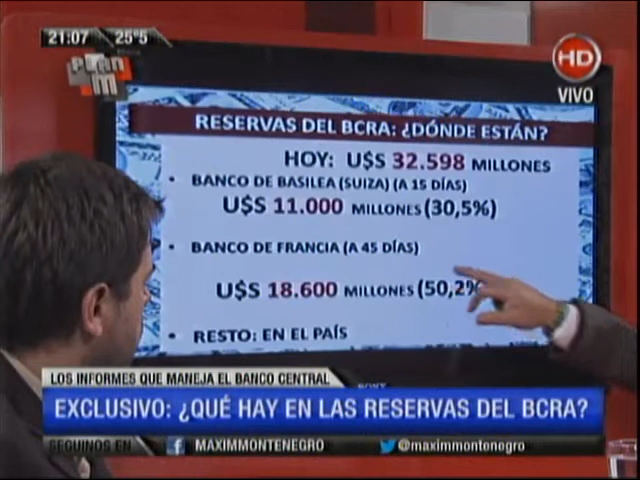 21:07 25°5
PLAN M
HD
VIVO
RESERVAS DEL BCRA: ¿DÓNDE ESTÁN?
HOY: U$S 32.598 MILLONES
• BANCO DE BASILEA (SUIZA) (A 15 DÍAS)
U$S 11.000 MILLONES (30,5%)
• BANCO DE FRANCIA (A 45 DÍAS)
U$S 18.600 MILLONES (50,2%
• RESTO: EN EL PAÍS
LOS INFORMES QUE MANEJA EL BANCO CENTRAL
EXCLUSIVO: ¿QUÉ HAY EN LAS RESERVAS DEL BCRA?
SEGUINOS EN MAXIMMONTENEGRO @maximmontenegro